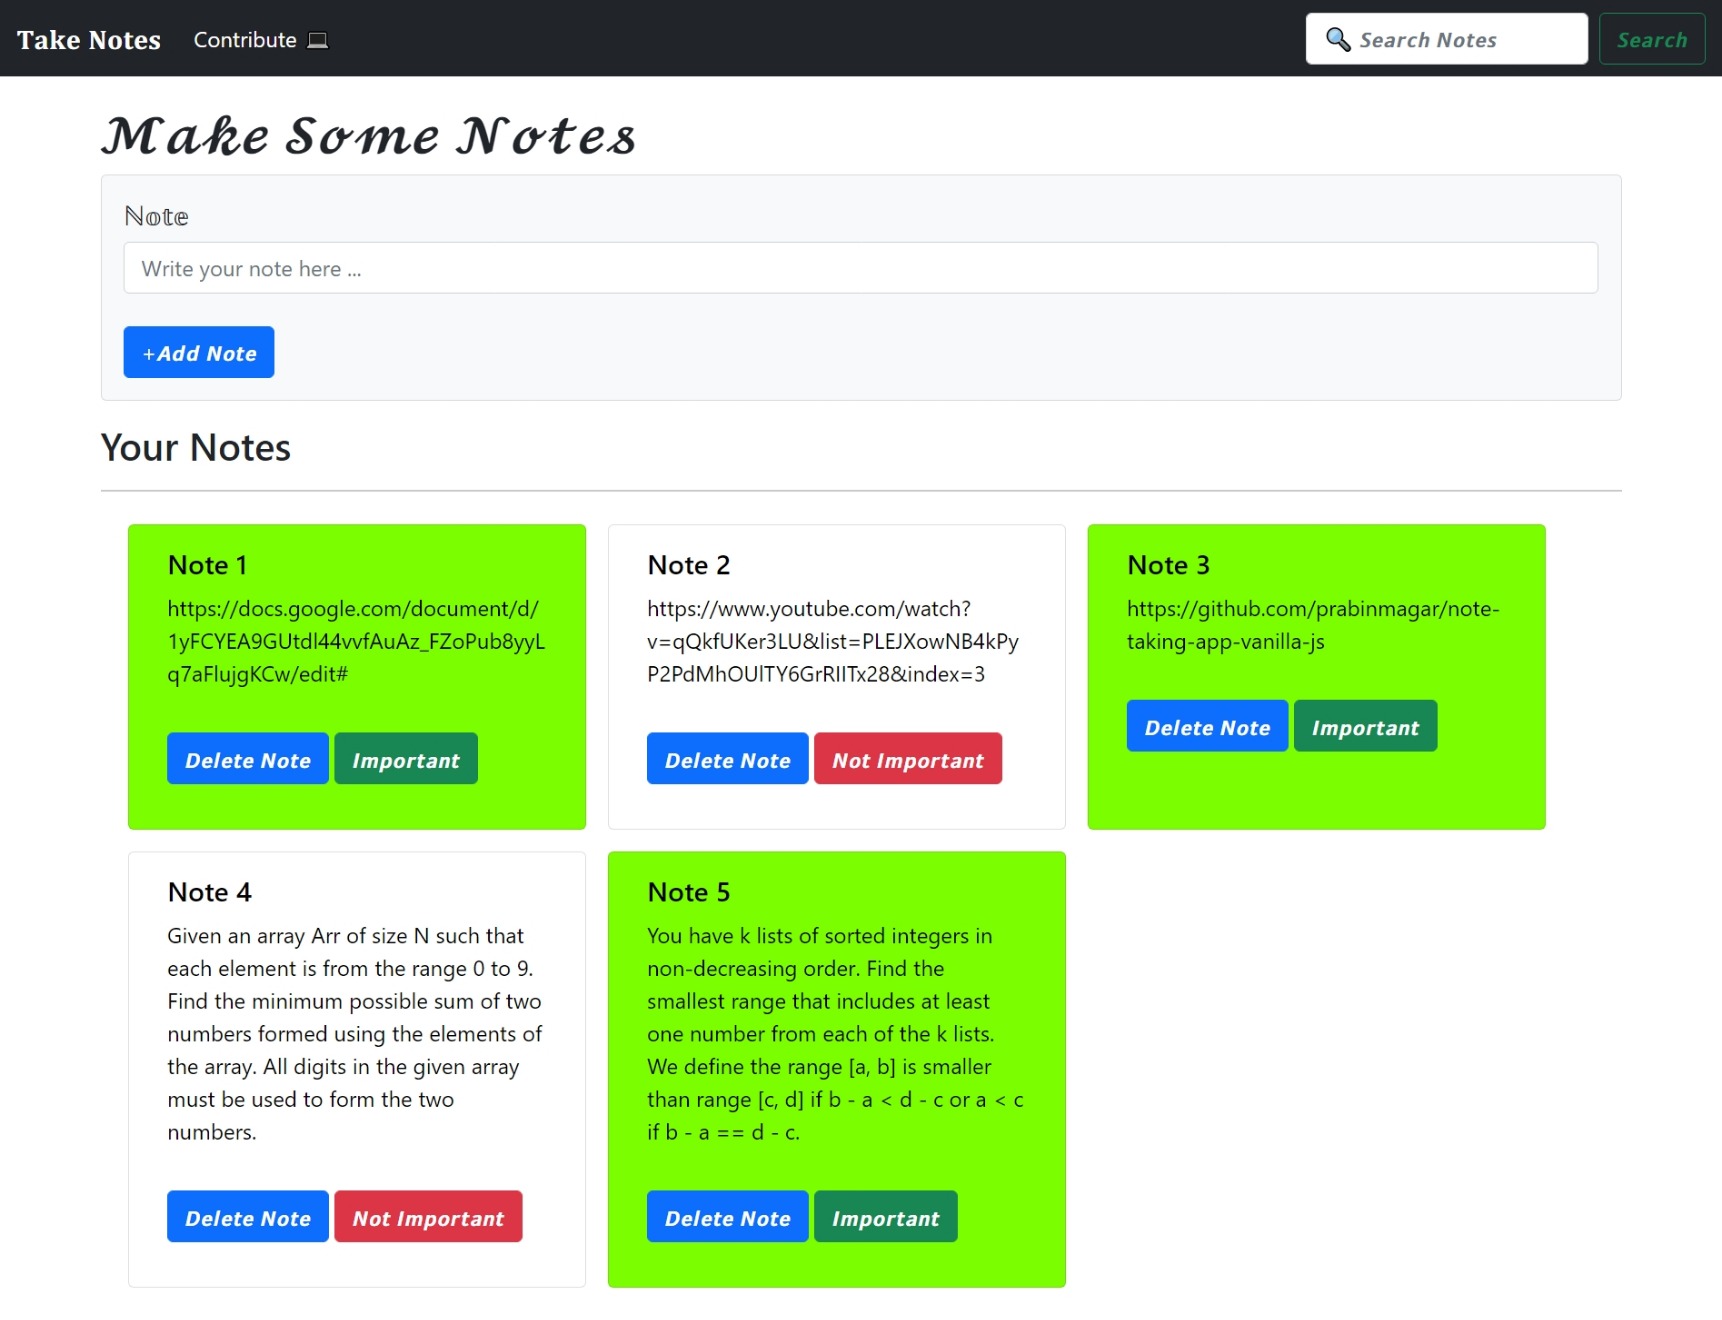 Take Notes Contribute 💻 🔍 Search Notes Search
Make Some Notes
Note
Write your note here ...
+Add Note
Your Notes
Note 1
https://docs.google.com/document/d/
1yFCYEA9GUtdl44vvfAuAz_FZoPub8yyL
q7aFlujgKCw/edit#
Delete Note Important
Note 2
https://www.youtube.com/watch?
v=qQkfUKer3LU&list=PLEJXowNB4kPy
P2PdMhOUlTY6GrRIITx28&index=3
Delete Note Not Important
Note 3
https://github.com/prabinmagar/note-
taking-app-vanilla-js
Delete Note Important
Note 4
Given an array Arr of size N such that
each element is from the range 0 to 9.
Find the minimum possible sum of two
numbers formed using the elements of
the array. All digits in the given array
must be used to form the two
numbers.
Delete Note Not Important
Note 5
You have k lists of sorted integers in
non-decreasing order. Find the
smallest range that includes at least
one number from each of the k lists.
We define the range [a, b] is smaller
than range [c, d] if b - a < d - c or a < c
if b - a == d - c.
Delete Note Important